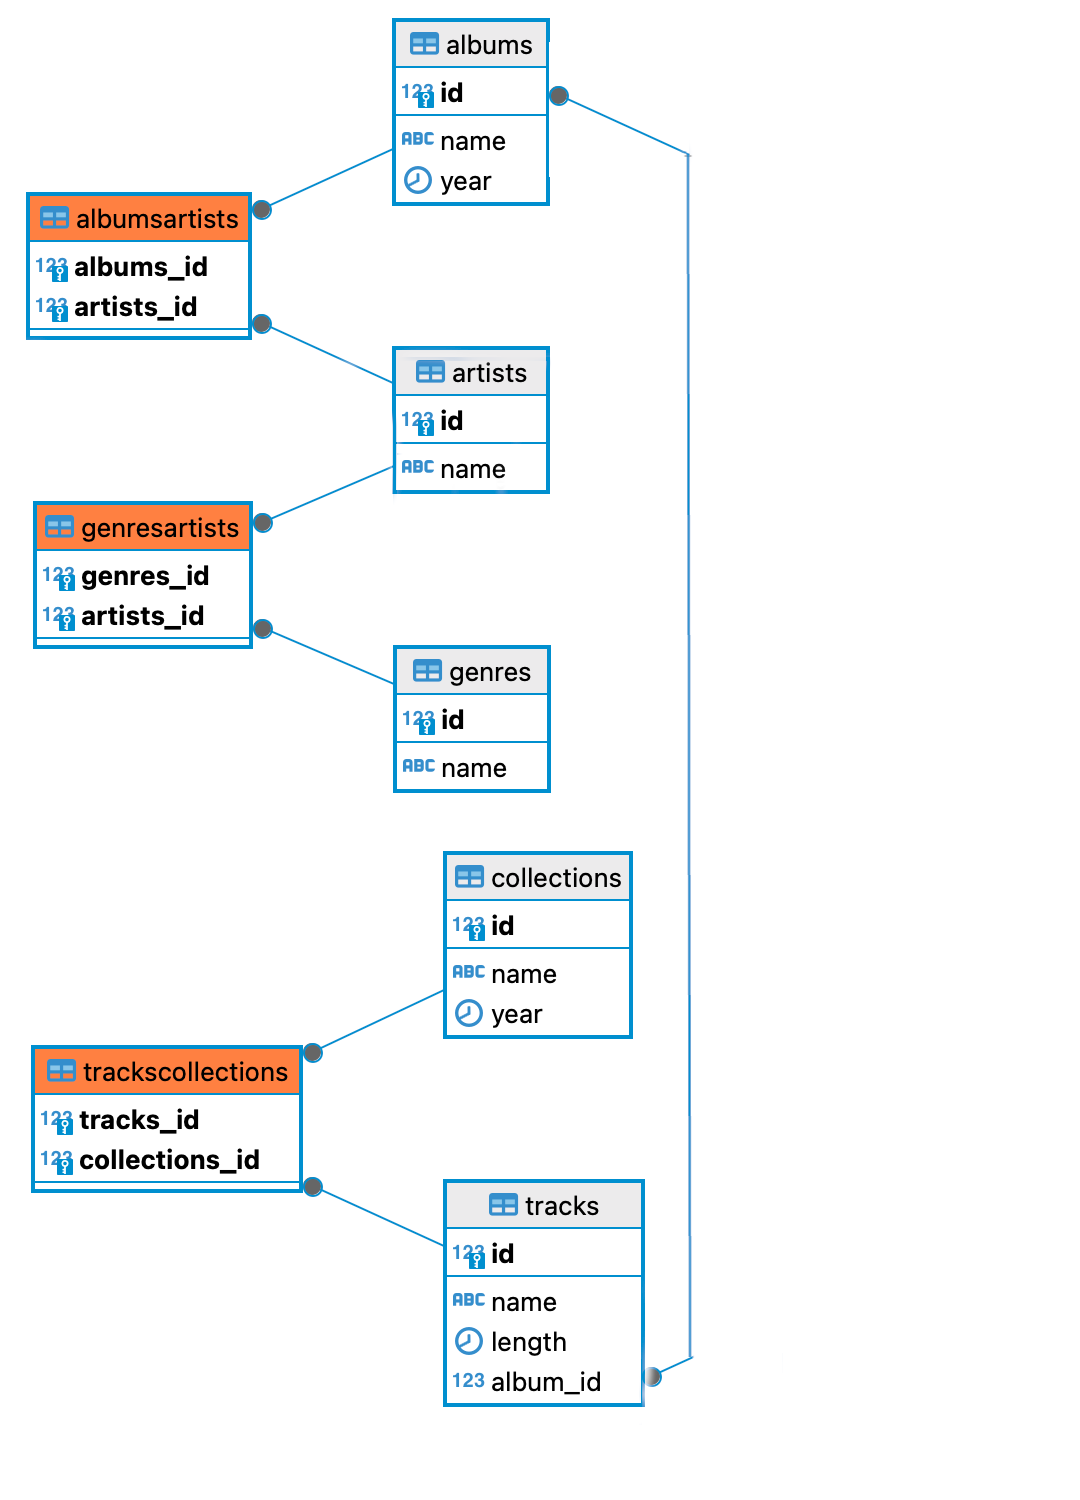 albums
123 id
ABC name
year
albumsartists
123 albums_id
123 artists_id
artists
123 id
ABC name
genresartists
123 genres_id
123 artists_id
genres
123 id
ABC name
collections
123 id
ABC name
year
trackscollections
123 tracks_id
123 collections_id
tracks
123 id
ABC name
length
123 album_id